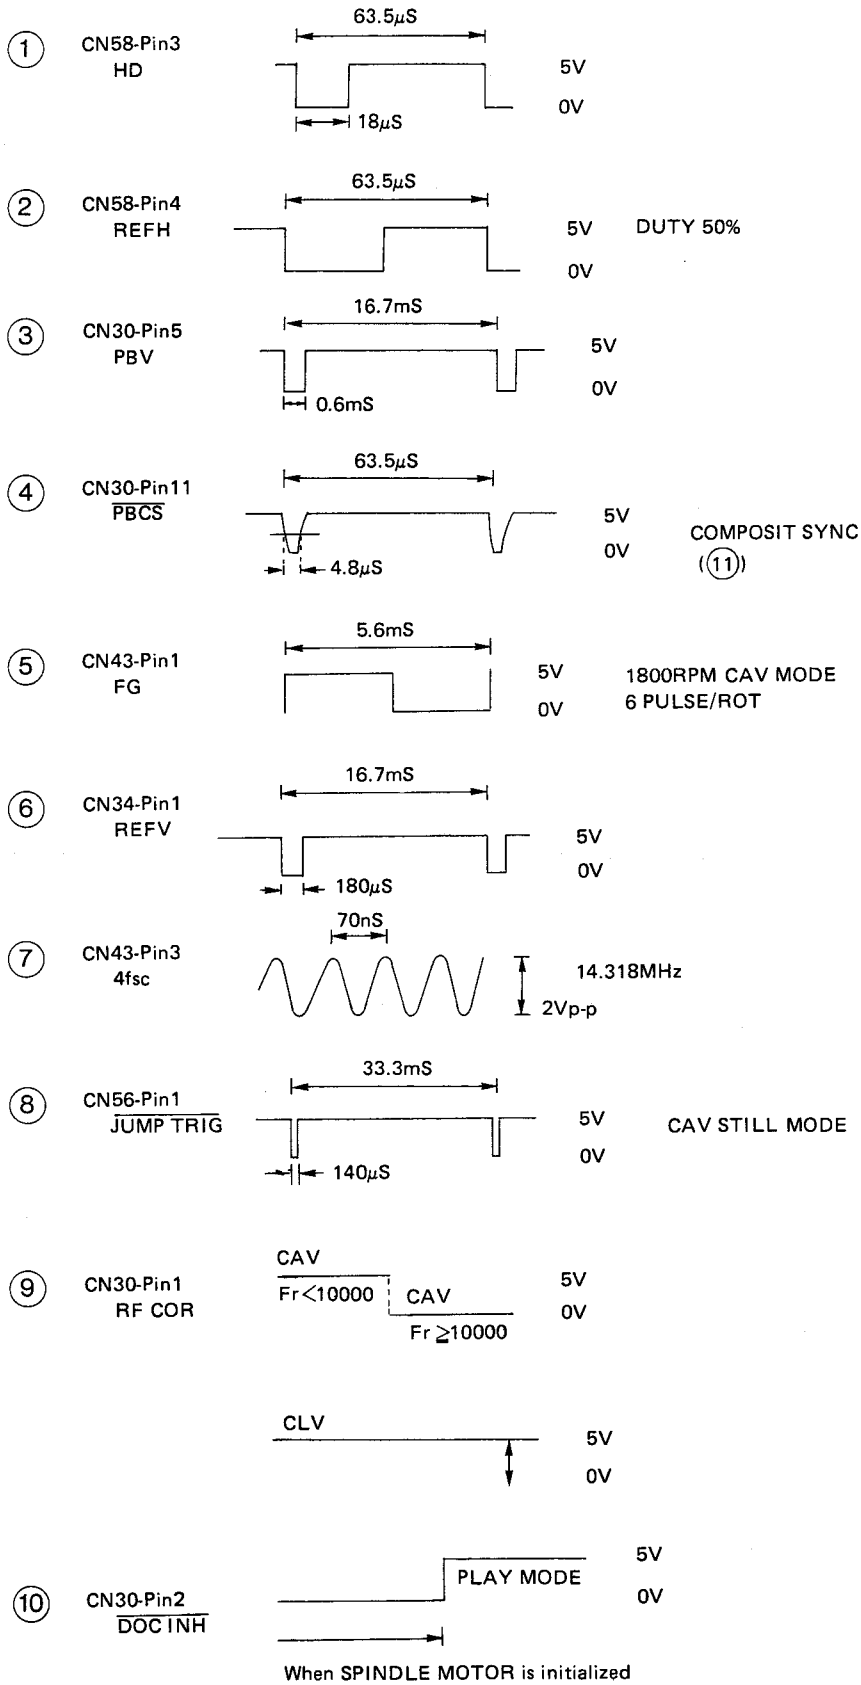 63.5µS
1 CN58-Pin3
HD
5V
0V
18µS
63.5µS
2 CN58-Pin4
REFH
5V DUTY 50%
0V
16.7mS
3 CN30-Pin5
PBV
5V
0V
0.6mS
63.5µS
4 CN30-Pin11
PBCS
5V
0V
COMPOSIT SYNC
(11)
4.8µS
5.6mS
5 CN43-Pin1
FG
5V
0V
1800RPM CAV MODE
6 PULSE/ROT
16.7mS
6 CN34-Pin1
REFV
5V
0V
180µS
70nS
7 CN43-Pin3
4fsc
14.318MHz
2Vp-p
33.3mS
8 CN56-Pin1
JUMP TRIG
5V
0V
CAV STILL MODE
140µS
CAV
9 CN30-Pin1
RF COR
Fr<10000
CAV
5V
0V
Fr≥10000
CLV
5V
0V
5V
PLAY MODE
0V
10 CN30-Pin2
DOC INH
When SPINDLE MOTOR is initialized